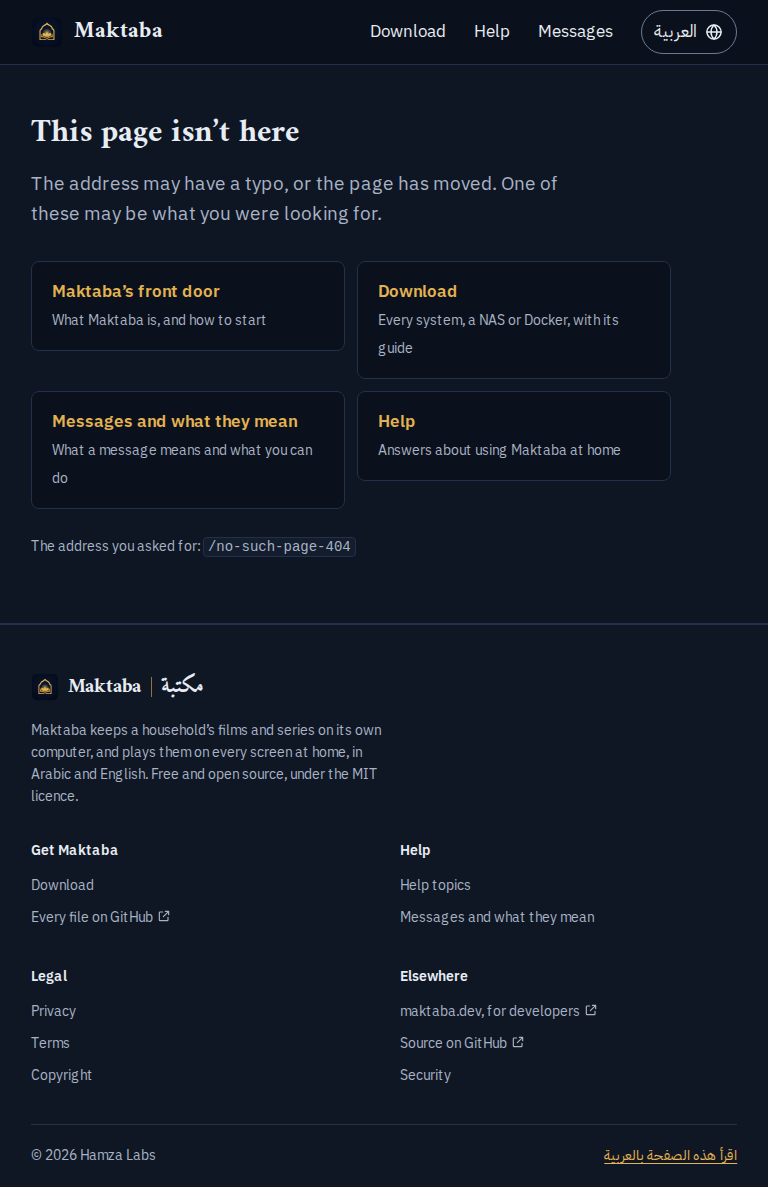 Maktaba
Download
Help
Messages
العربية
This page isn’t here
The address may have a typo, or the page has moved. One of
these may be what you were looking for.
Maktaba’s front door
What Maktaba is, and how to start
Download
Every system, a NAS or Docker, with its
guide
Messages and what they mean
What a message means and what you can
do
Help
Answers about using Maktaba at home
The address you asked for: /no-such-page-404
Maktaba | مكتبة
Maktaba keeps a household’s films and series on its own
computer, and plays them on every screen at home, in
Arabic and English. Free and open source, under the MIT
licence.
Get Maktaba
Download
Every file on GitHub
Help
Help topics
Messages and what they mean
Legal
Privacy
Terms
Copyright
Elsewhere
maktaba.dev, for developers
Source on GitHub
Security
© 2026 Hamza Labs
اقرأ هذه الصفحة بالعربية